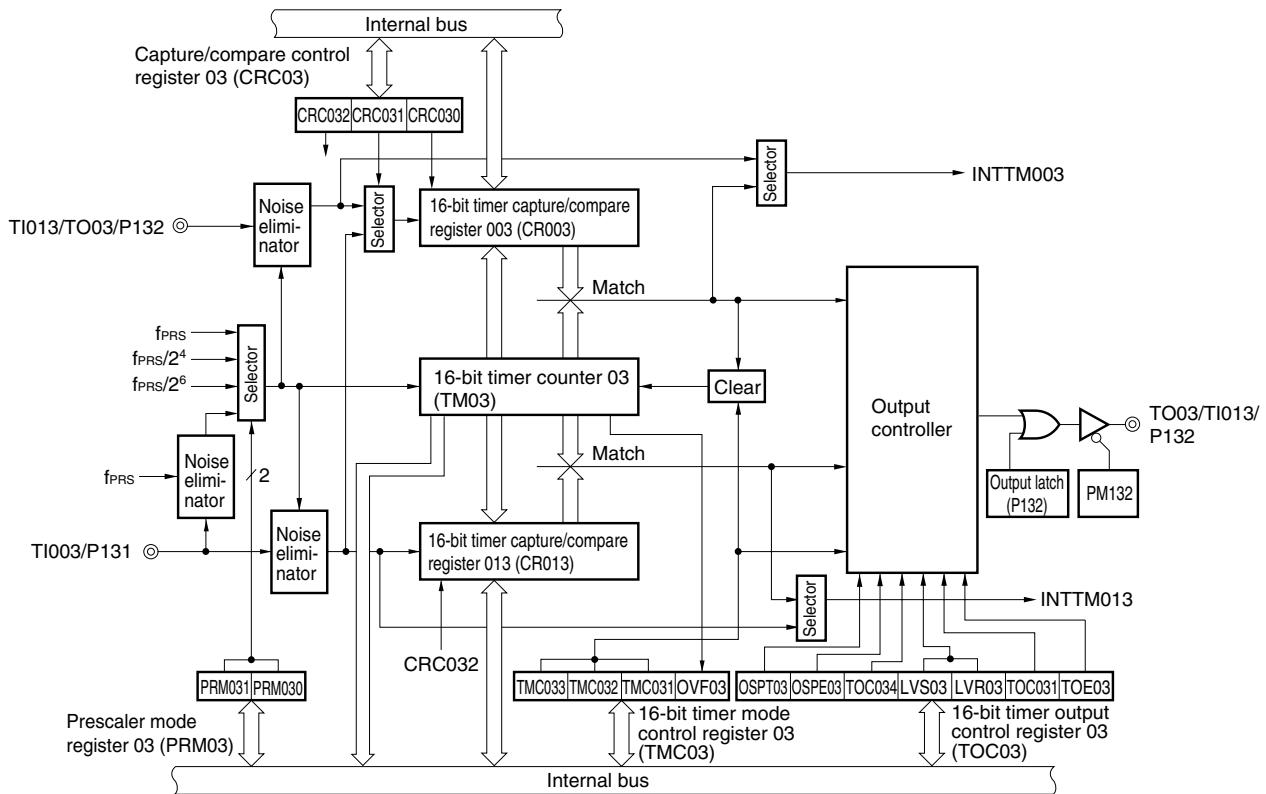 Internal bus
Capture/compare control
register 03 (CRC03)
CRC032 CRC031 CRC030
Selector
INTTM003
TI013/TO03/P132
Noise
elimi-
nator
Selector
16-bit timer capture/compare
register 003 (CR003)
Match
fPRS
fPRS/2⁴
fPRS/2⁶
Selector
16-bit timer counter 03
(TM03)
Clear
Output
controller
TO03/TI013/
P132
Match
fPRS
Noise
elimi-
nator
2
Output latch
(P132)
PM132
TI003/P131
Noise
elimi-
nator
16-bit timer capture/compare
register 013 (CR013)
Selector
INTTM013
CRC032
PRM031 PRM030
TMC033 TMC032 TMC031 OVF03
OSPT03 OSPE03 TOC034 LVS03 LVR03 TOC031 TOE03
Prescaler mode
register 03 (PRM03)
16-bit timer mode
control register 03
(TMC03)
16-bit timer output
control register 03
(TOC03)
Internal bus